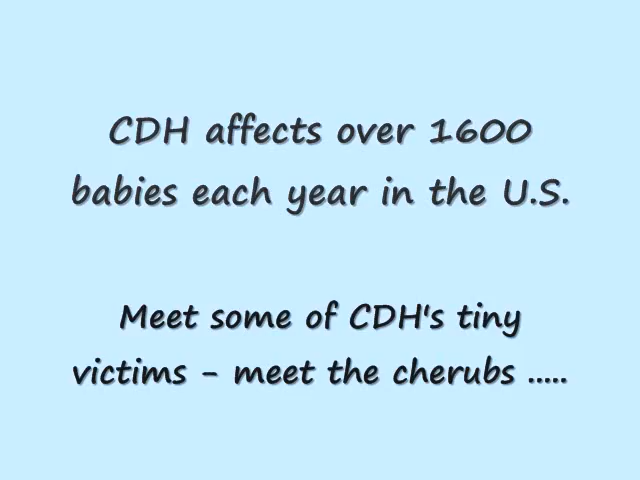 CDH affects over 1600
babies each year in the U.S.
Meet some of CDH's tiny
victims - meet the cherubs .....